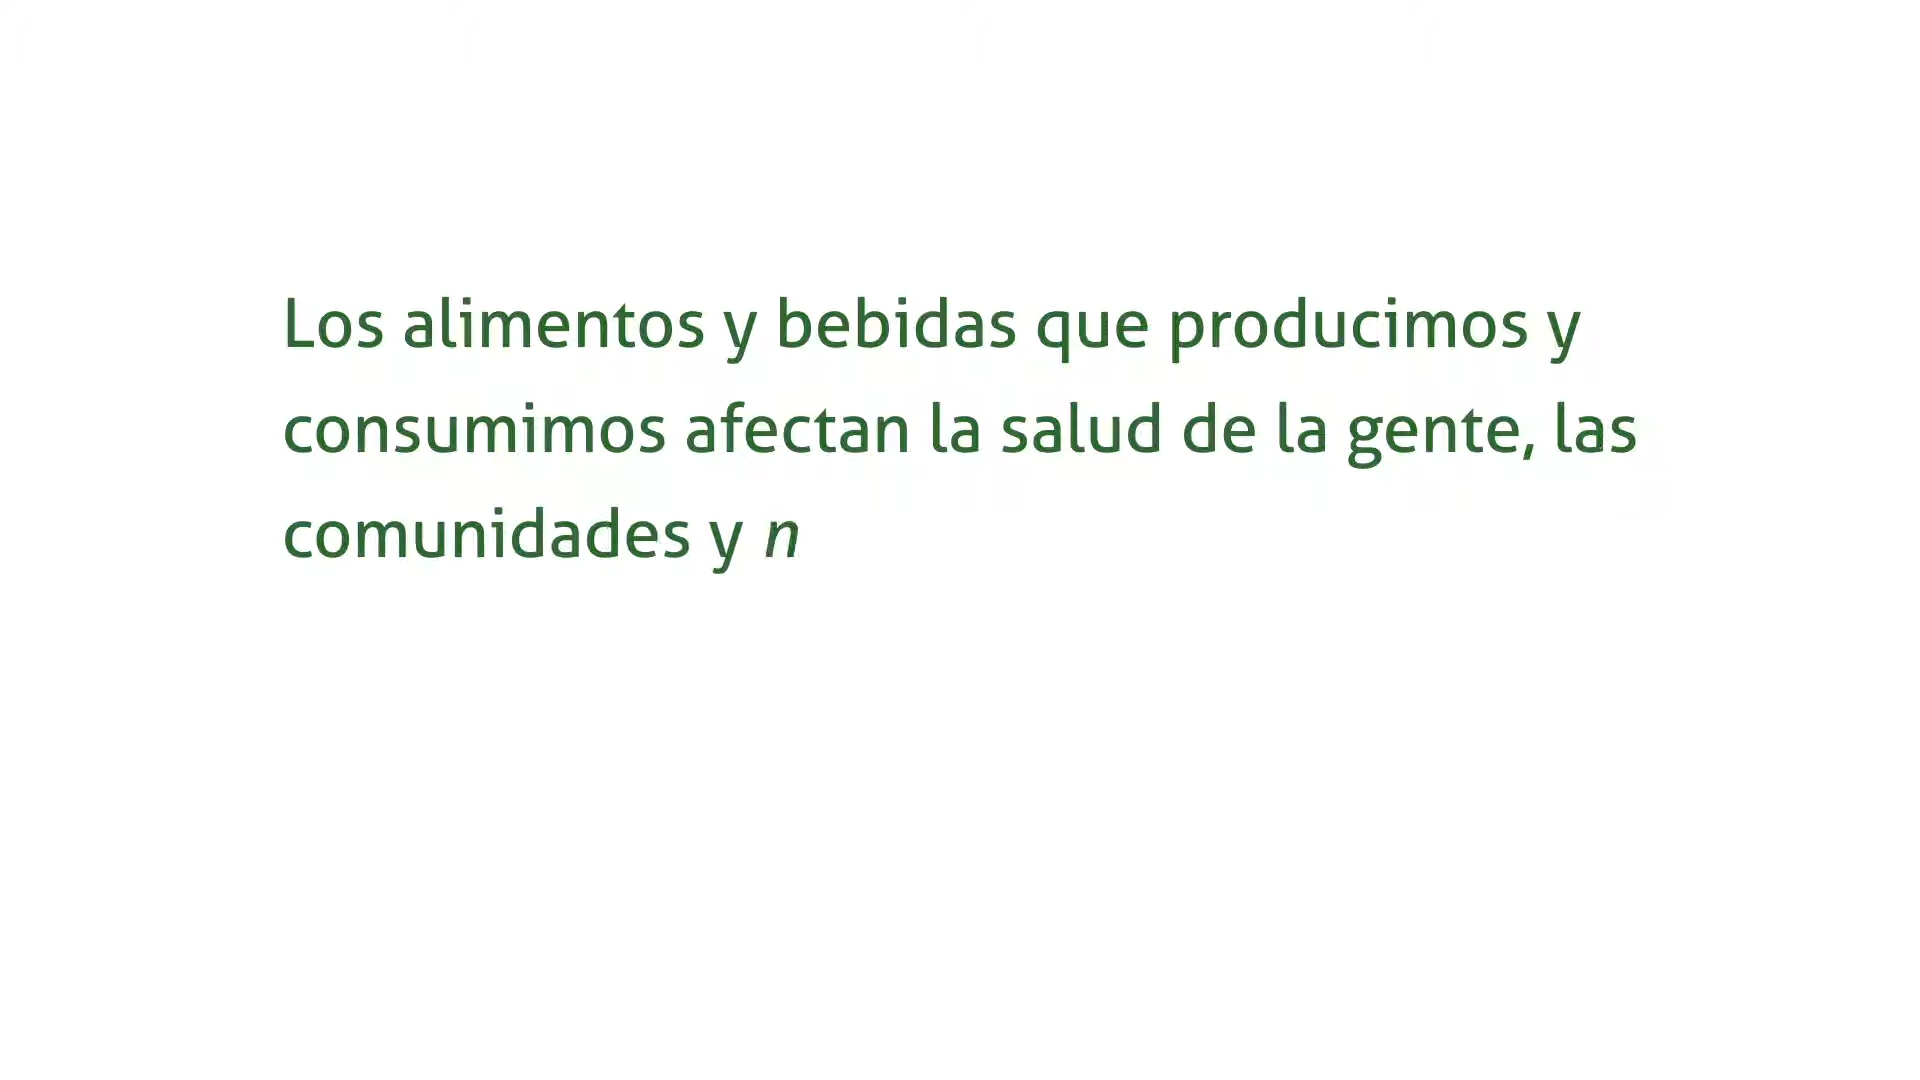 Los alimentos y bebidas que producimos y
consumimos afectan la salud de la gente, las
comunidades y n